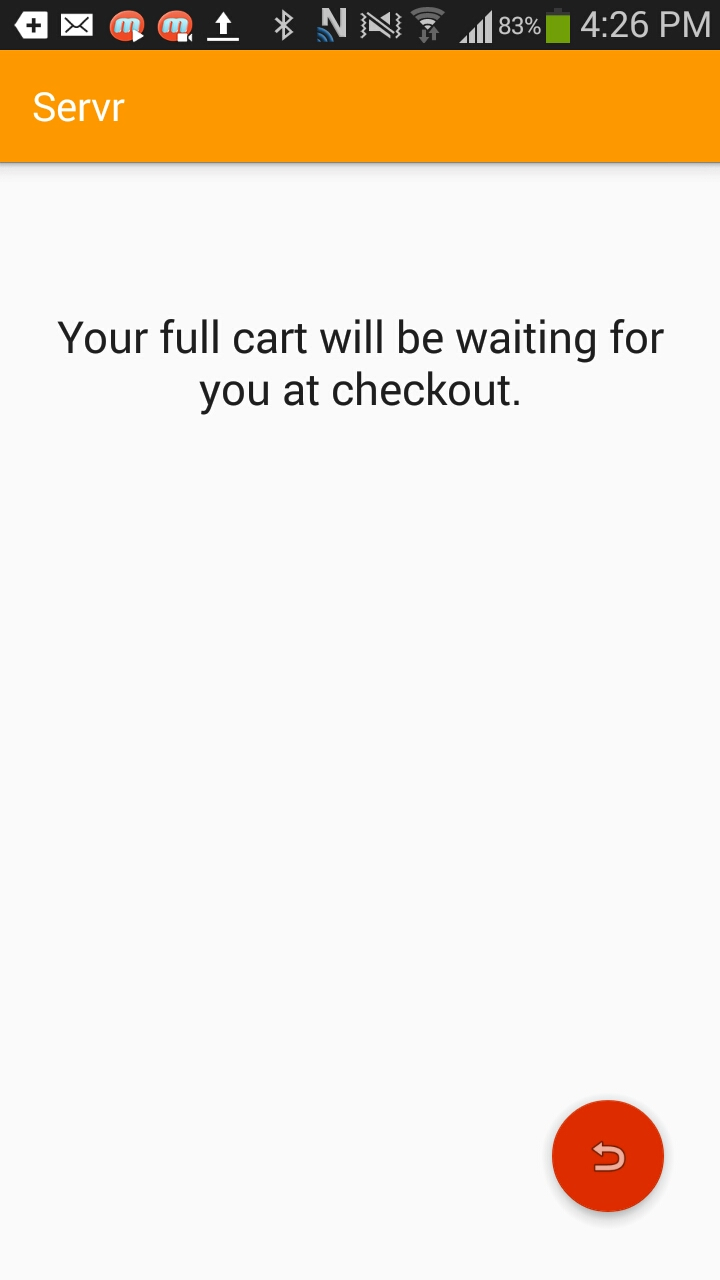 83% 4:26 PM
Servr
Your full cart will be waiting for
you at checkout.